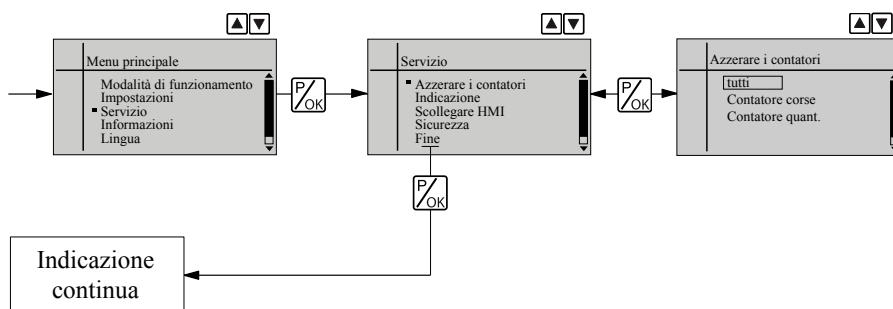 Menu principale
Modalità di funzionamento
Impostazioni
Servizio
Informazioni
Lingua
P/OK
Servizio
Azzerare i contatori
Indicazione
Scollegare HMI
Sicurezza
Fine
P/OK
Azzerare i contatori
tutti
Contatore corse
Contatore quant.
P/OK
Indicazione
continua